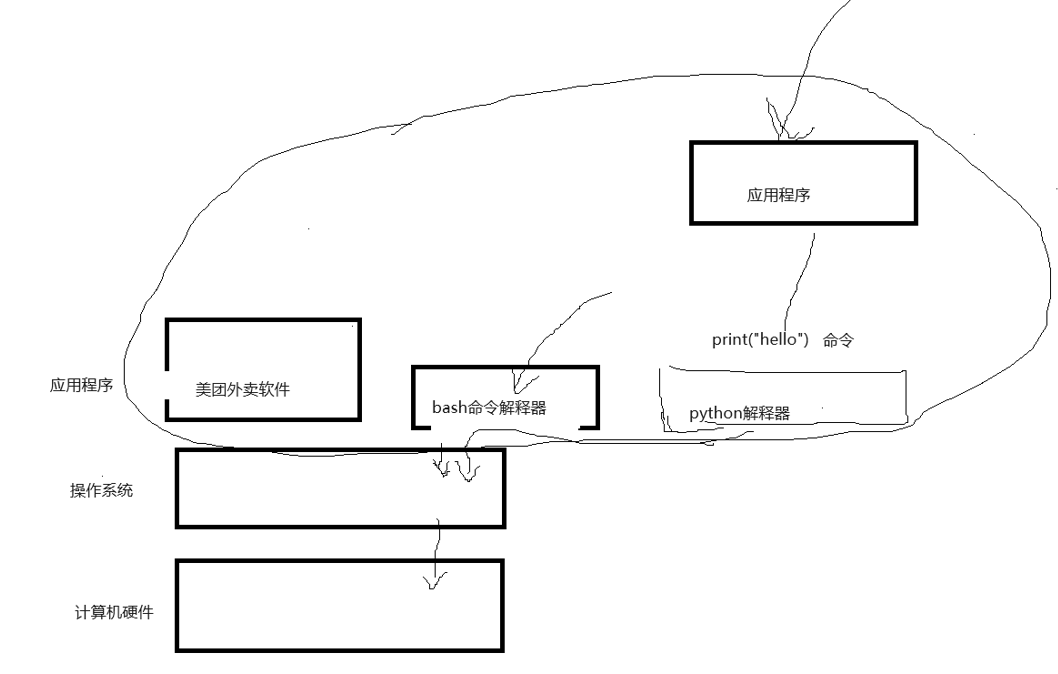 应用程序
print("hello") 命令
应用程序
美团外卖软件
bash命令解释器
python解释器
操作系统
计算机硬件